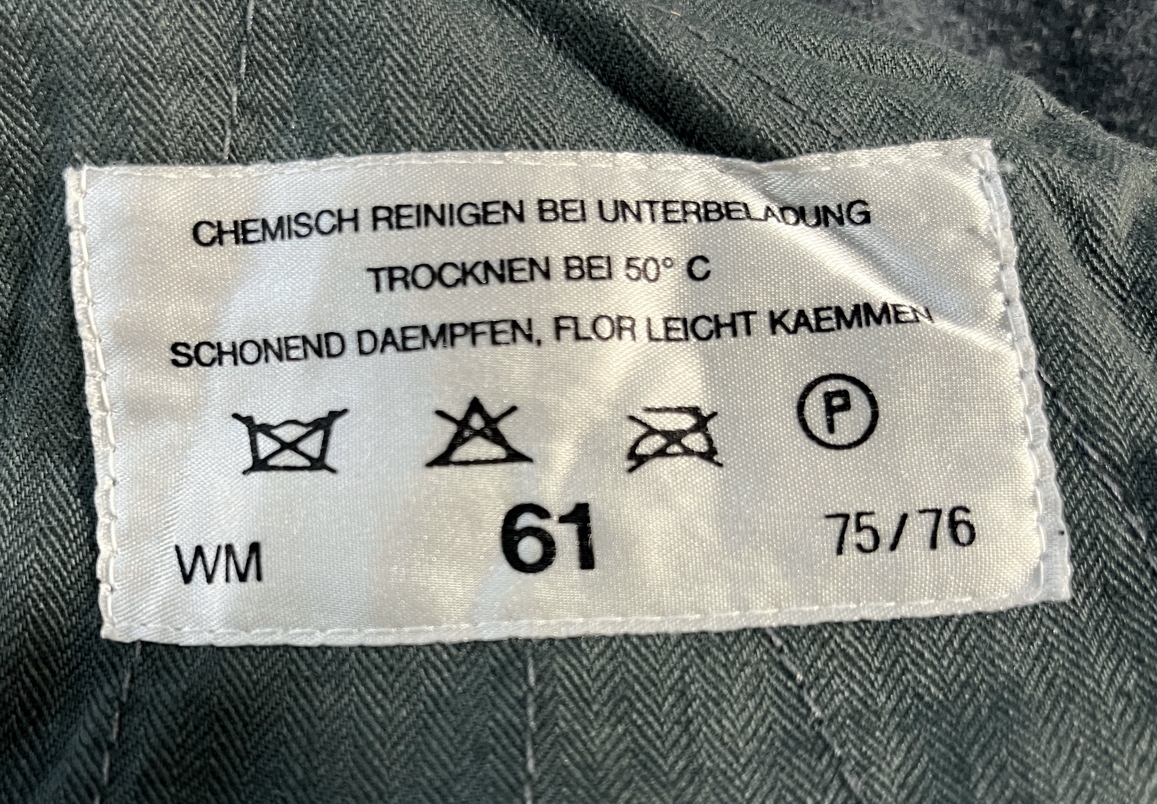 CHEMISCH REINIGEN BEI UNTERBELADUNG
TROCKNEN BEI 50° C
SCHONEND DAEMPFEN, FLOR LEICHT KAEMMEN
P
WM 61 75/76